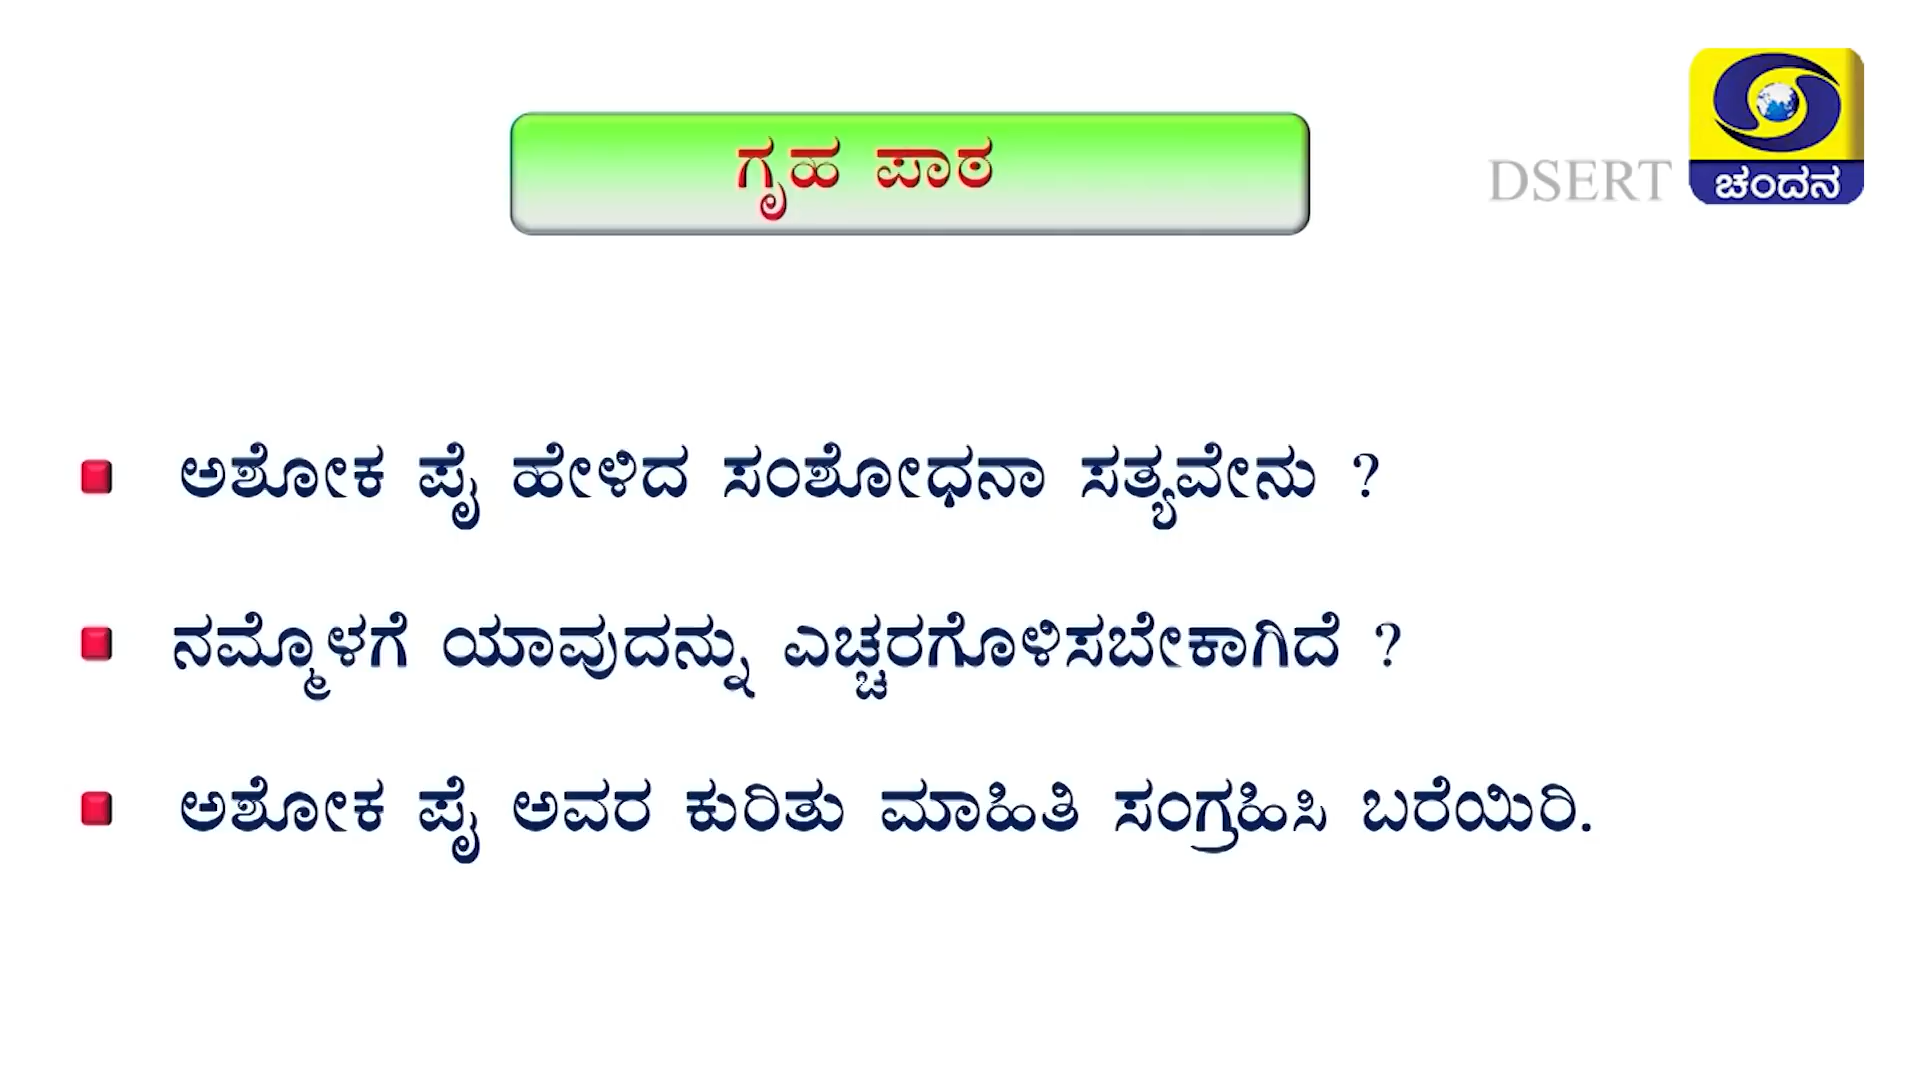 ಗೃಹ ಪಾಠ
DSERT
ಚಂದನ
ಅಶೋಕ ಪೈ ಹೇಳಿದ ಸಂಶೋಧನಾ ಸತ್ಯವೇನು ?
ನಮ್ಮೊಳಗೆ ಯಾವುದನ್ನು ಎಚ್ಚರಗೊಳಿಸಬೇಕಾಗಿದೆ ?
ಅಶೋಕ ಪೈ ಅವರ ಕುರಿತು ಮಾಹಿತಿ ಸಂಗ್ರಹಿಸಿ ಬರೆಯಿರಿ.